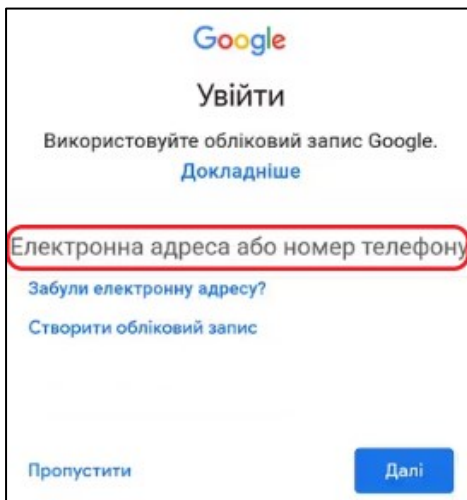 Google
Увійти
Використовуйте обліковий запис Google.
Докладніше
Електронна адреса або номер телефону
Забули електронну адресу?
Створити обліковий запис
Пропустити
Далі